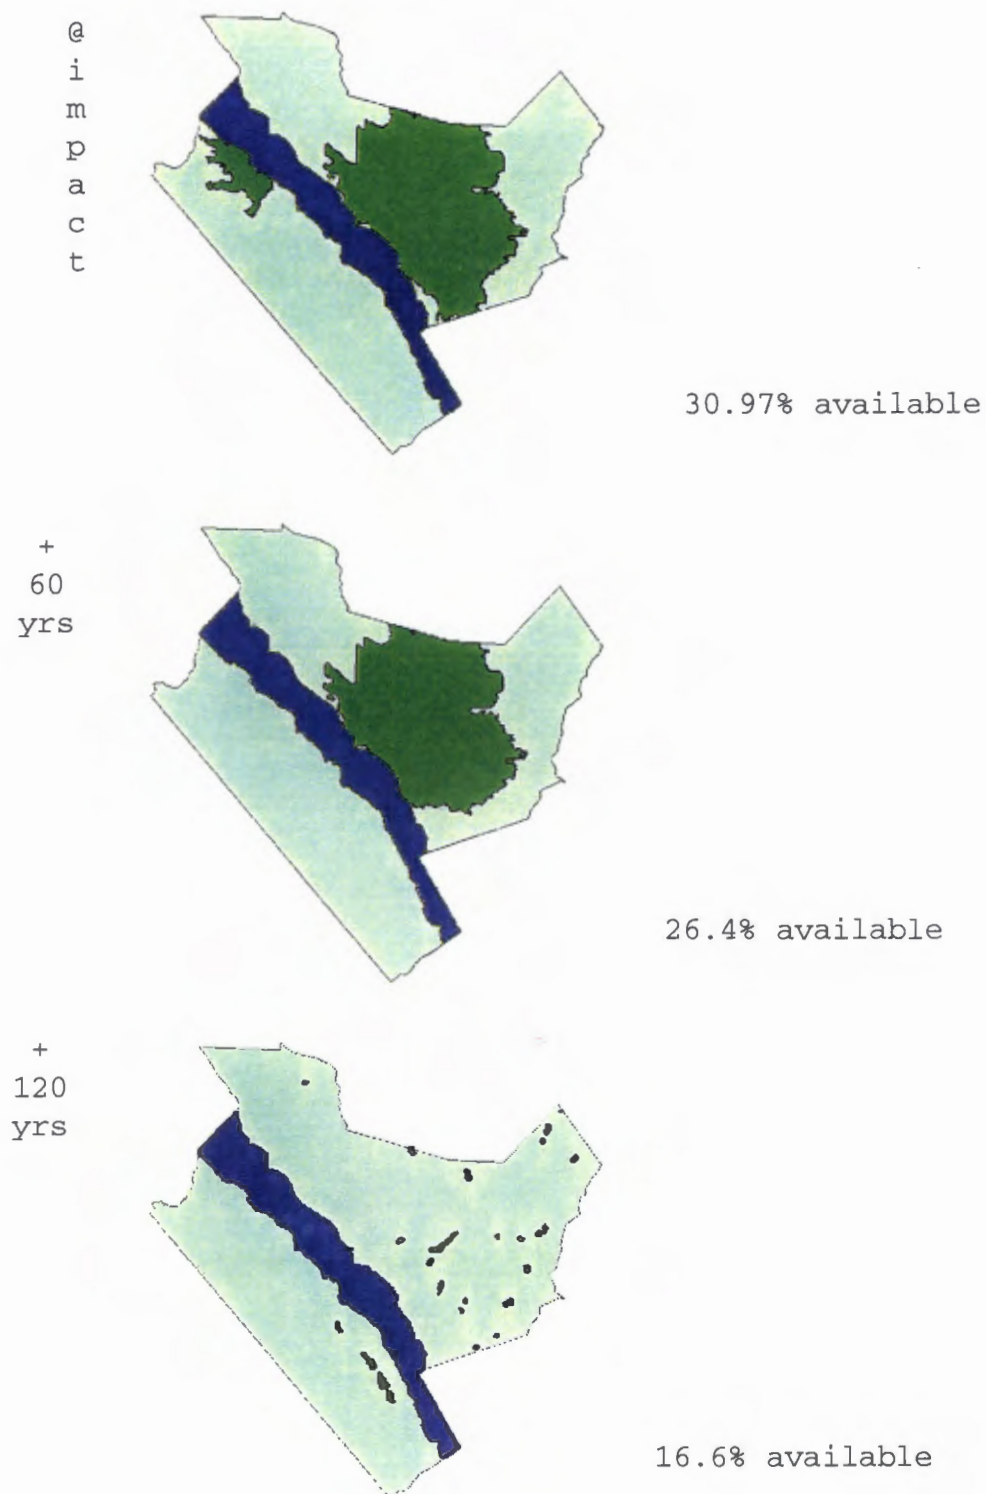 @
i
m
p
a
c
t
30.97% available
+
60
yrs
26.4% available
+
120
yrs
16.6% available